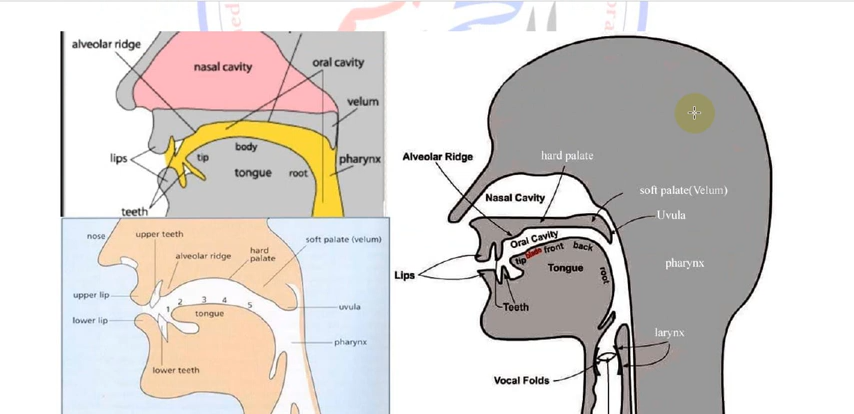 alveolar ridge
nasal cavity
oral cavity
velum
lips
tip
body
tongue
root
pharynx
teeth
nose
upper teeth
alveolar ridge
hard
palate
soft palate (velum)
upper lip
lower lip
1 2 3 4 5
tongue
uvula
pharynx
lower teeth
Alveolar Ridge
hard palate
Nasal Cavity
soft palate(Velum)
Uvula
Oral Cavity
tip blade front back
Tongue
root
pharynx
Lips
Teeth
larynx
Vocal Folds